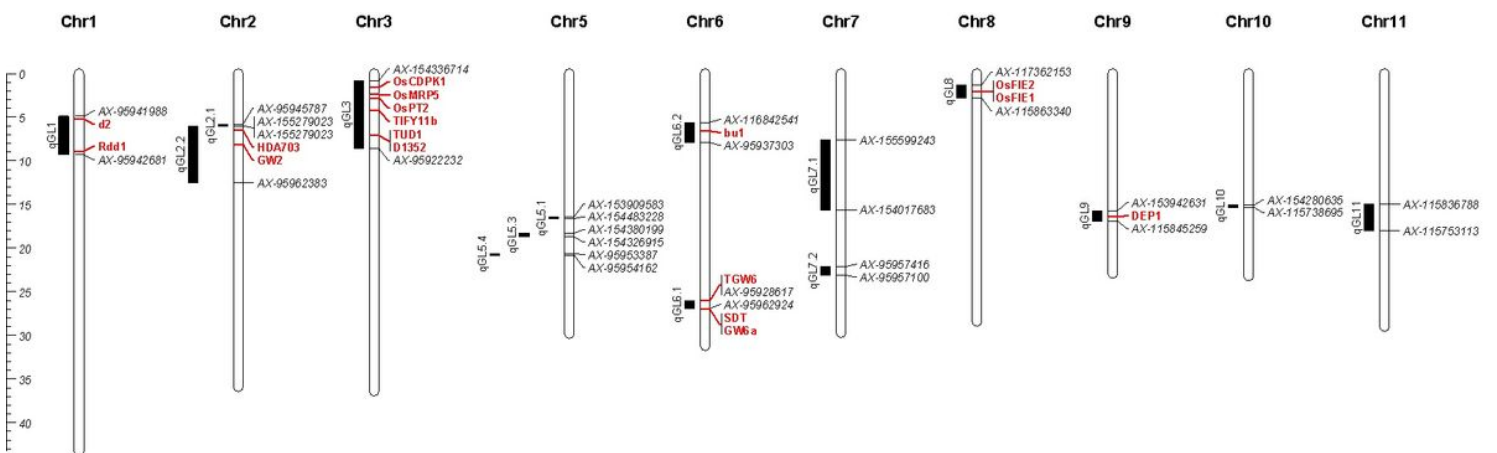 Chr1 Chr2 Chr3 Chr5 Chr6 Chr7 Chr8 Chr9 Chr10 Chr11
0
5
10
15
20
25
30
35
40
qGL1
AX-95941988
d2
Rdd1
AX-95942681
qGL2.2
qGL2.1
AX-95945787
AX-155279023
AX-155279023
HDA703
GW2
AX-95962383
qGL3
AX-154336714
OsCDPK1
OsMRP5
OsPT2
TIFY11b
TUD1
D1352
AX-95922232
qGL5.4
qGL5.3
qGL5.1
AX-153909583
AX-154483228
AX-154380199
AX-154326915
AX-95953387
AX-95954162
qGL6.2
AX-116842541
bu1
AX-95937303
qGL6.1
TGW6
AX-95928617
AX-95962924
SDT
GW6a
qGL7.1
AX-155599243
AX-154017683
qGL7.2
AX-95957416
AX-95957100
qGL8
AX-117362153
OsFIE2
OsFIE1
AX-115863340
qGL9
AX-153942631
DEP1
AX-115845259
qGL10
AX-154280635
AX-115738695
qGL11
AX-115836788
AX-115753113